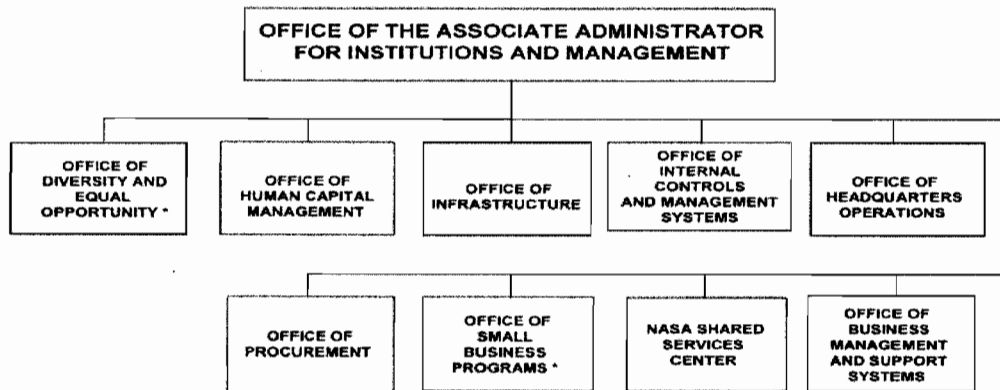 OFFICE OF THE ASSOCIATE ADMINISTRATOR
FOR INSTITUTIONS AND MANAGEMENT
OFFICE OF
DIVERSITY AND
EQUAL
OPPORTUNITY *
OFFICE OF
HUMAN CAPITAL
MANAGEMENT
OFFICE OF
INFRASTRUCTURE
OFFICE OF
INTERNAL
CONTROLS
AND MANAGEMENT
SYSTEMS
OFFICE OF
HEADQUARTERS
OPERATIONS
OFFICE OF
PROCUREMENT
OFFICE OF
SMALL
BUSINESS
PROGRAMS *
NASA SHARED
SERVICES
CENTER
OFFICE OF
BUSINESS
MANAGEMENT
AND SUPPORT
SYSTEMS